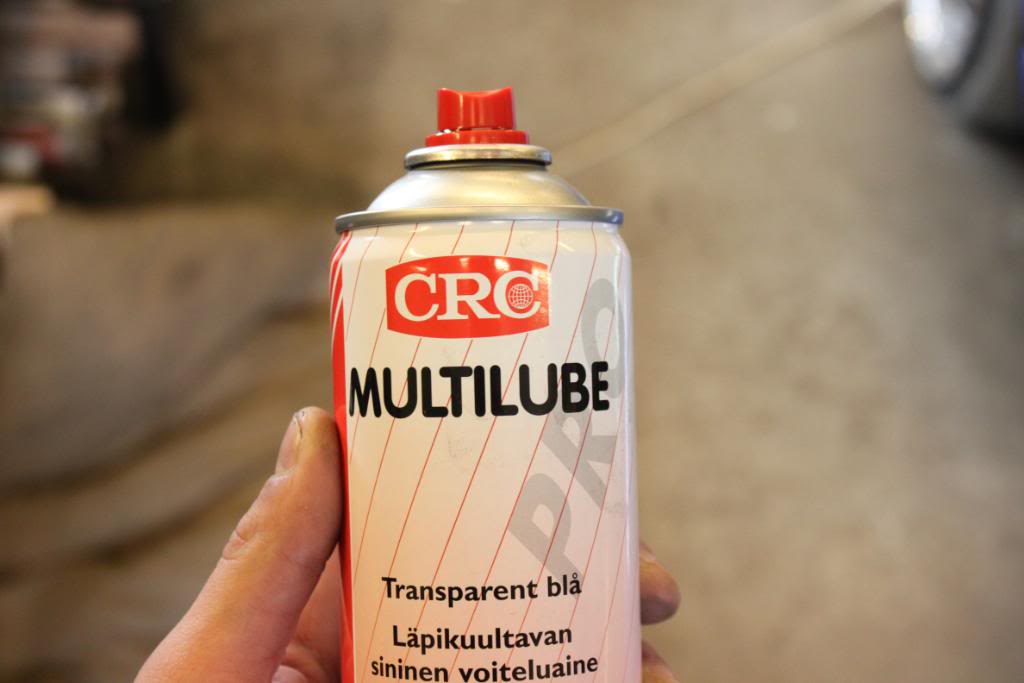 CRC
MULTILUBE
PRO
Transparent blå
Läpikuultavan
sininen voiteluaine